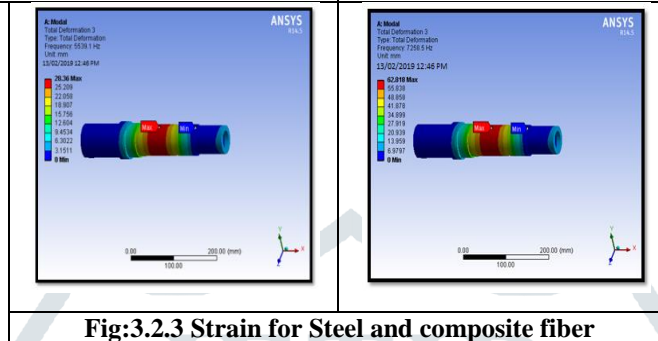 A: Modal
Total Deformation 3
Type: Total Deformation
Frequency: 5539.1 Hz
Unit: mm
13/02/2019 12:46 PM
28.36 Max
25.209
22.058
18.907
15.756
12.604
9.4534
6.3022
3.1511
0 Min
ANSYS
R14.5
Max
Min
0.00
200.00 (mm)
100.00
Y
X
Z
A: Modal
Total Deformation 3
Type: Total Deformation
Frequency: 7258.5 Hz
Unit: mm
13/02/2019 12:46 PM
62.818 Max
55.838
48.858
41.878
34.899
27.919
20.939
13.959
6.9797
0 Min
ANSYS
R14.5
Max
Min
0.00
200.00 (mm)
100.00
Y
X
Z
Fig:3.2.3 Strain for Steel and composite fiber